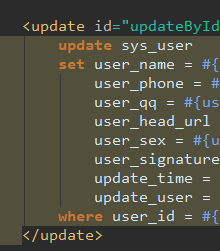 <update id="updateById
update sys_user
set user_name = #{
user_phone = #
user_qq = #{us
user_head_url
user_sex = #{u
user_signature
update_time =
update_user =
where user_id = #{
</update>